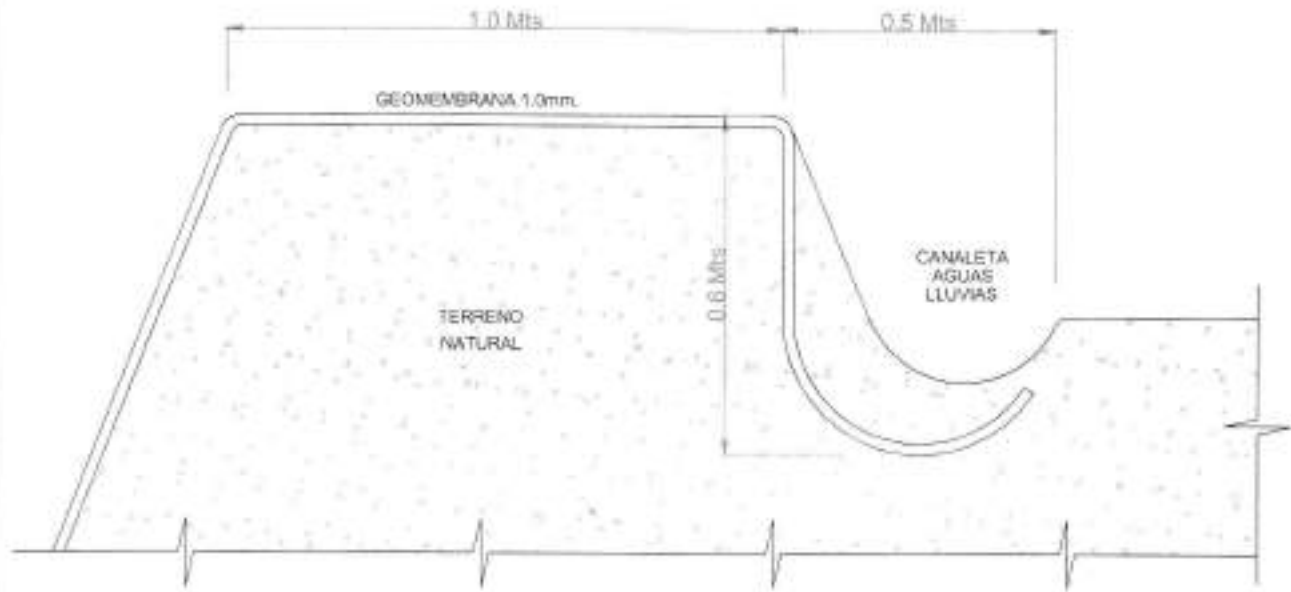 1.0 Mts
0.5 Mts
GEOMEMBRANA 1.0mm.
0.6 Mts
CANALETA
AGUAS
LLUVIAS
TERRENO
NATURAL